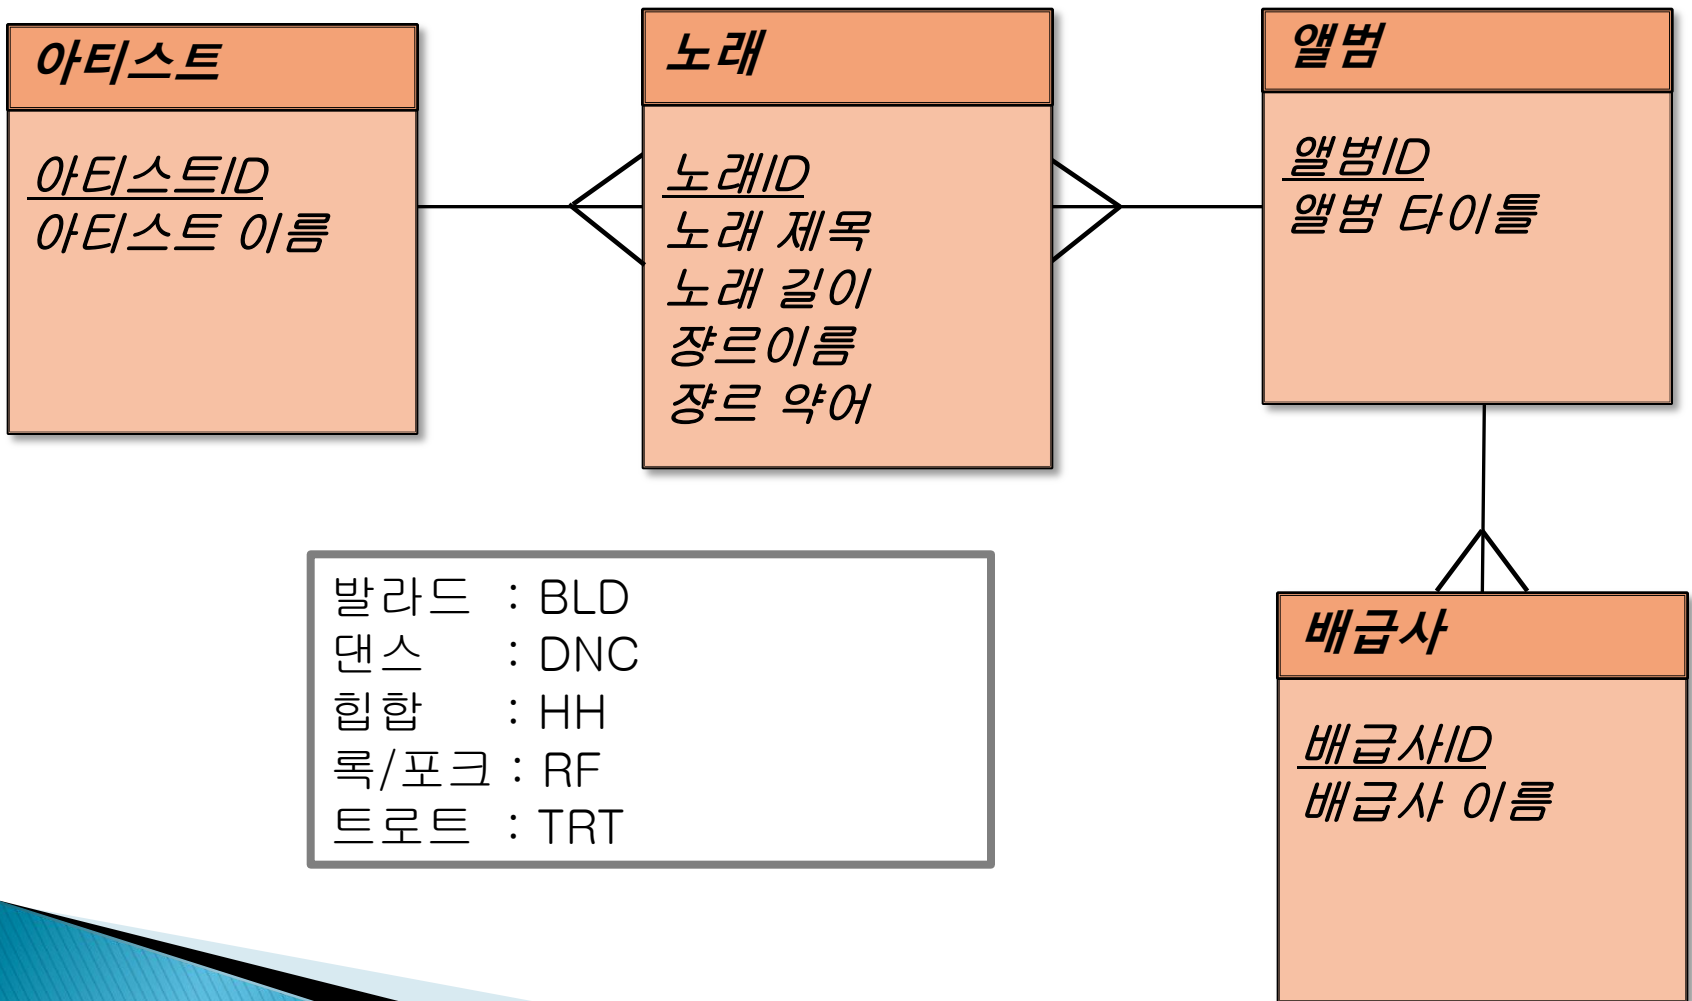 아티스트
아티스트ID
아티스트 이름
노래
노래ID
노래 제목
노래 길이
쟝르이름
쟝르 약어
앨범
앨범ID
앨범 타이틀
발라드 : BLD
댄스 : DNC
힙합 : HH
록/포크 : RF
트로트 : TRT
배급사
배급사ID
배급사 이름